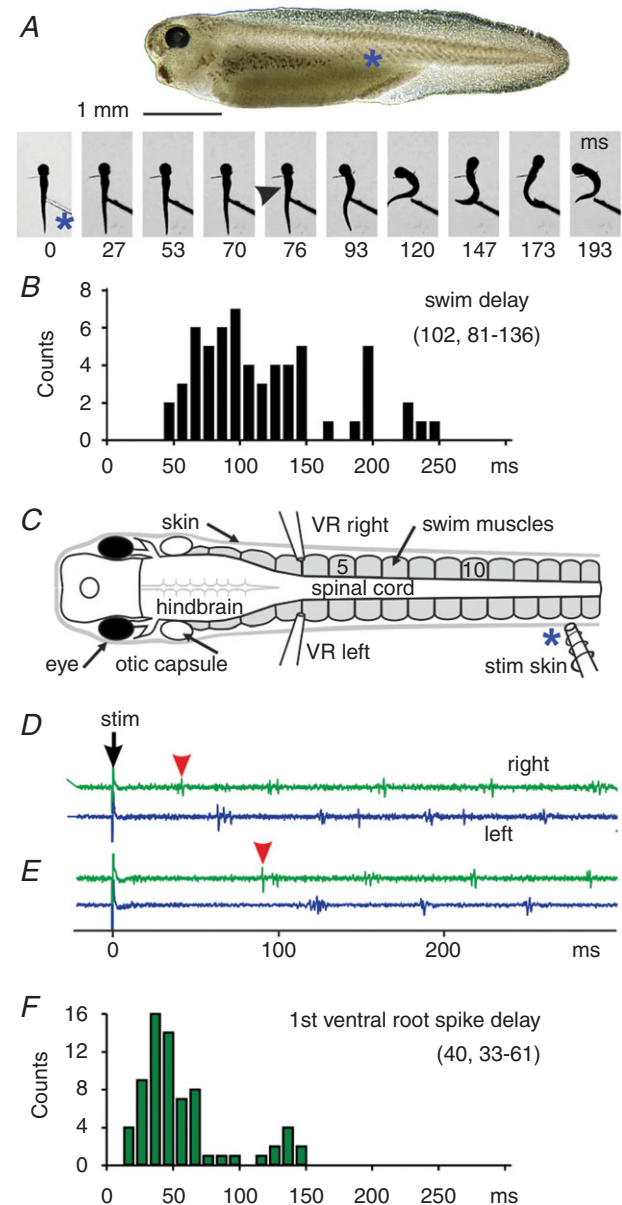 A
*
1 mm
ms
*
0 27 53 70 76 93 120 147 173 193
B
8
6
4
2
0
Counts
swim delay
(102, 81-136)
0 50 100 150 200 250 ms
C
skin
VR right
swim muscles
5 10
spinal cord
hindbrain
*
eye
otic capsule
VR left
stim skin
D
stim
right
left
E
0 100 200 ms
F
16
12
8
4
0
Counts
1st ventral root spike delay
(40, 33-61)
0 50 100 150 200 250 ms